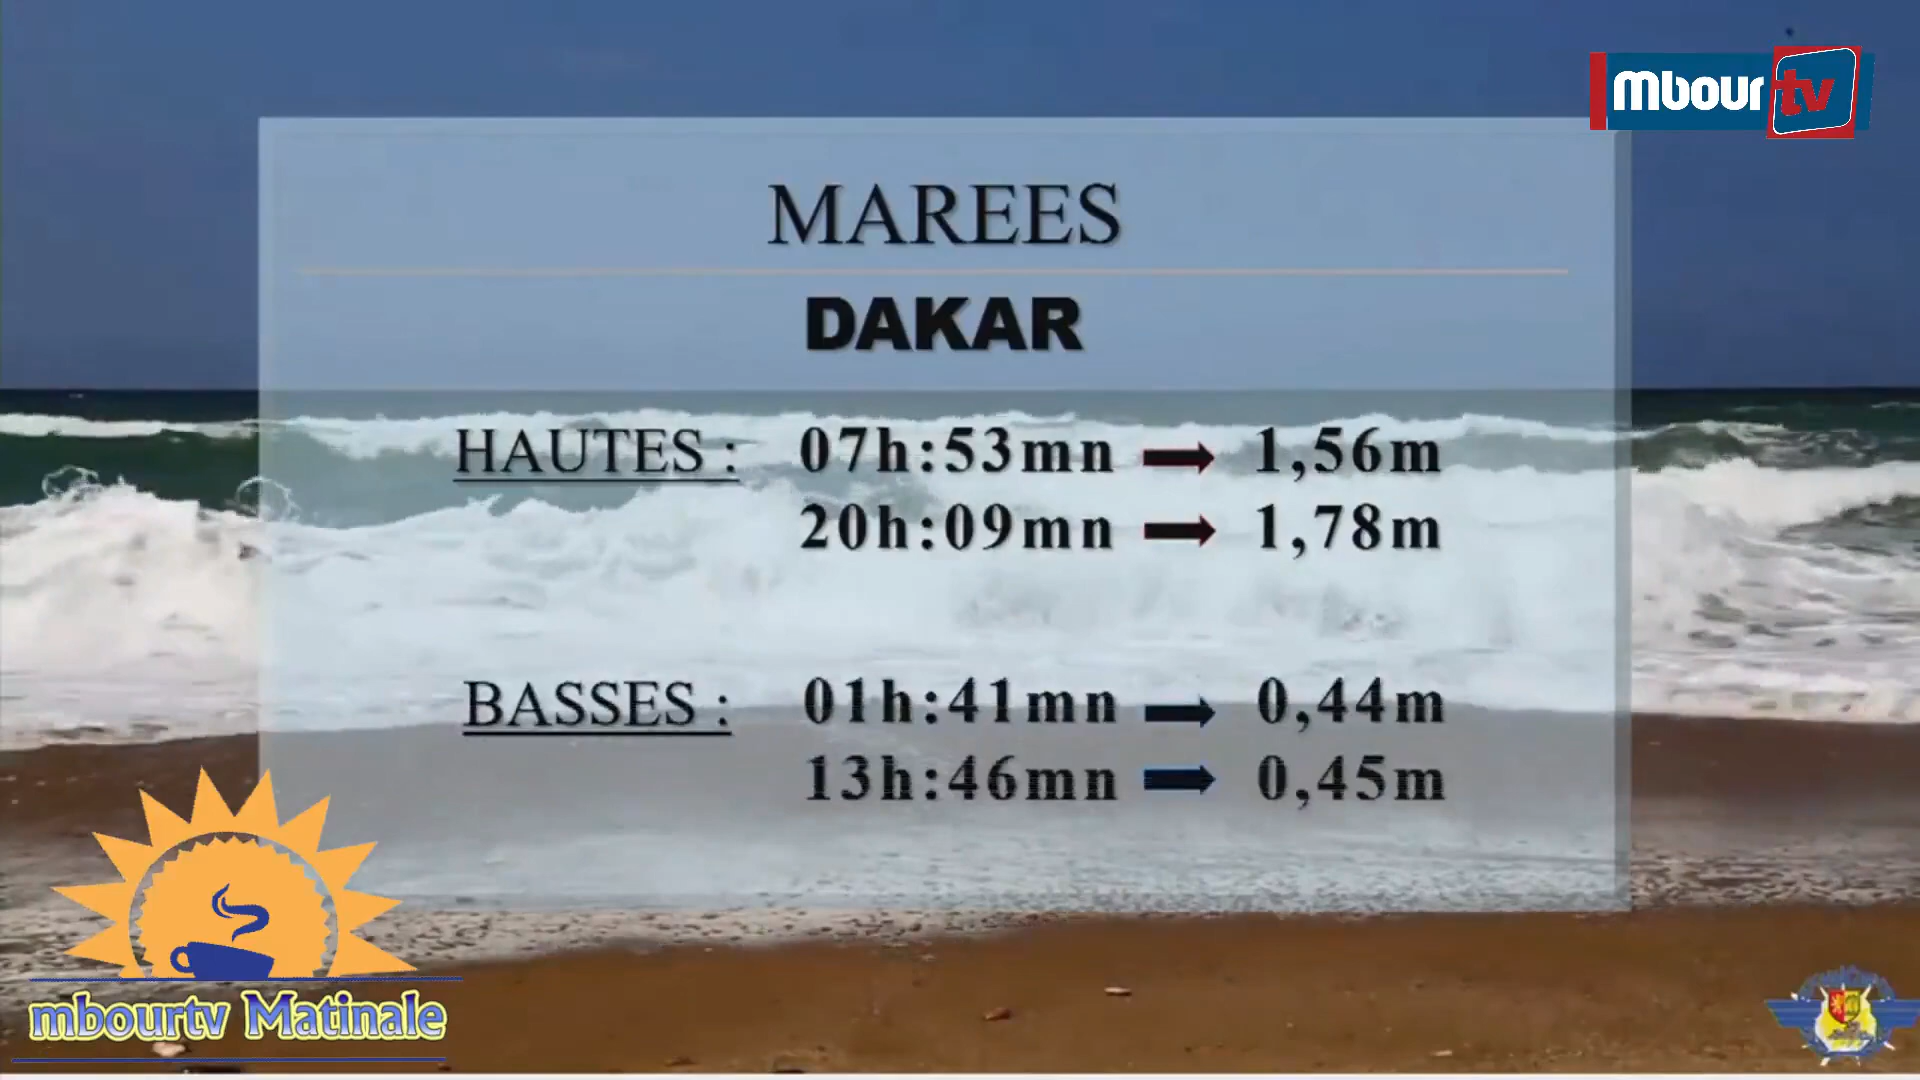 mbour tv
MAREES
DAKAR
HAUTES : 07h:53mn 1,56m
20h:09mn 1,78m
BASSES : 01h:41mn 0,44m
13h:46mn 0,45m
mbourtv Matinale